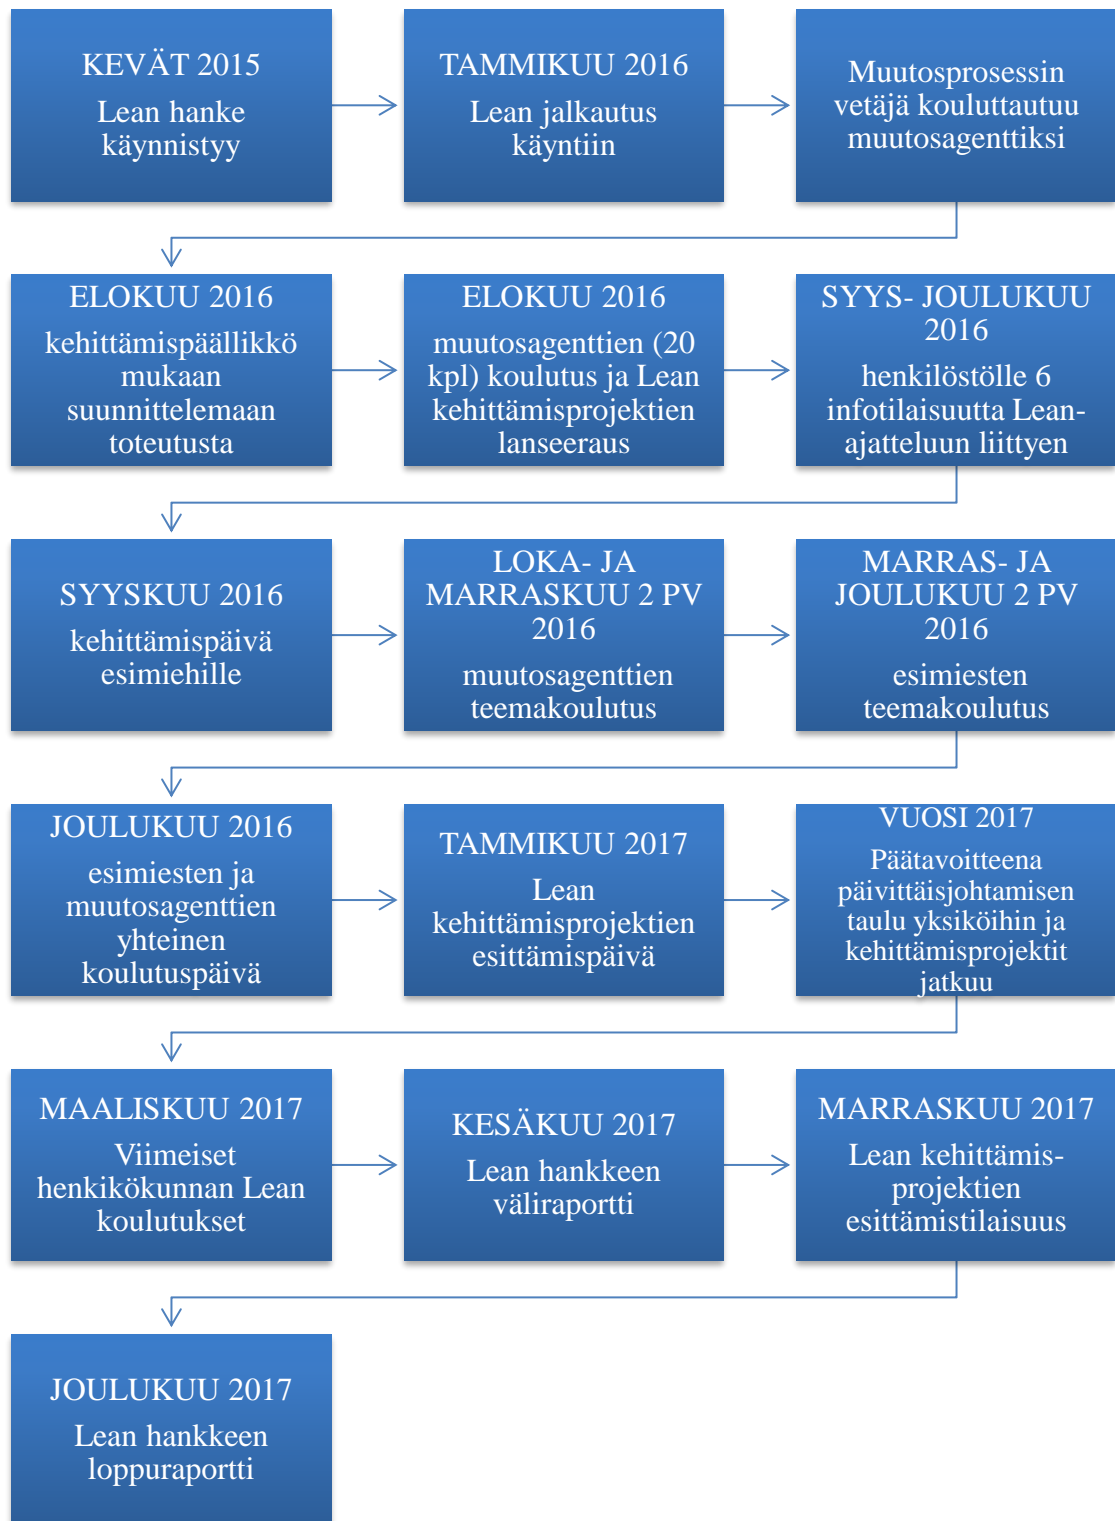 KEVÄT 2015
Lean hanke
käynnistyy
TAMMIKUU 2016
Lean jalkautus
käyntiin
Muutosprosessin
vetäjä kouluttautuu
muutosagenttiksi
ELOKUU 2016
kehittämispäällikkö
mukaan
suunnittelemaan
toteutusta
ELOKUU 2016
muutosagenttien (20
kpl) koulutus ja Lean
kehittämisprojektien
lanseeraus
SYYS- JOULUKUU
2016
henkilöstölle 6
infotilaisuutta Lean-
ajatteluun liittyen
SYYSKUU 2016
kehittämispäivä
esimiehille
LOKA- JA
MARRASKUU 2 PV
2016
muutosagenttien
teemakoulutus
MARRAS- JA
JOULUKUU 2 PV
2016
esimiesten
teemakoulutus
JOULUKUU 2016
esimiesten ja
muutosagenttien
yhteinen
koulutuspäivä
TAMMIKUU 2017
Lean
kehittämisprojektien
esittämispäivä
VUOSI 2017
Päätavoitteena
päivittäisjohtamisen
taulu yksiköihin ja
kehittämisprojektit
jatkuu
MAALISKUU 2017
Viimeiset
henkikökunnan Lean
koulutukset
KESÄKUU 2017
Lean hankkeen
väliraportti
MARRASKUU 2017
Lean kehittämis-
projektien
esittämistilaisuus
JOULUKUU 2017
Lean hankkeen
loppuraportti